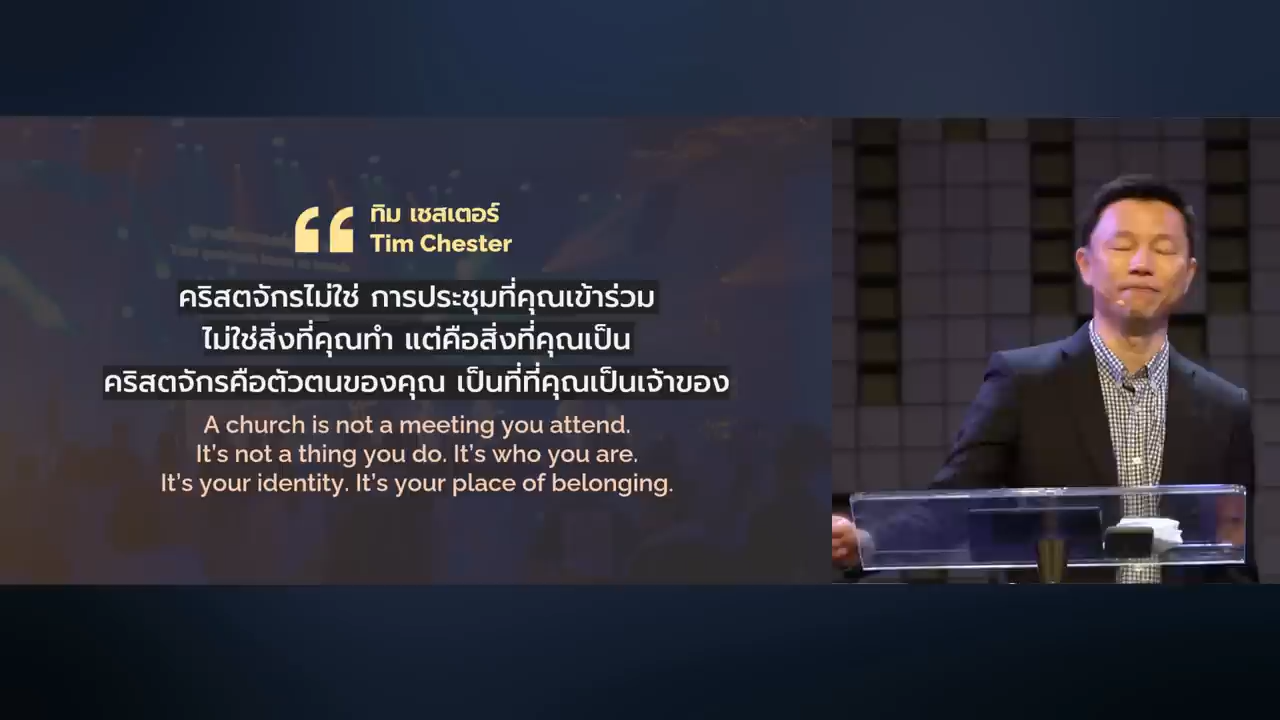 ทิม เชสเตอร์
Tim Chester
คริสตจักรไม่ใช่ การประชุมที่คุณเข้าร่วม
ไม่ใช่สิ่งที่คุณทำ แต่คือสิ่งที่คุณเป็น
คริสตจักรคือตัวตนของคุณ เป็นที่ที่คุณเป็นเจ้าของ
A church is not a meeting you attend.
It's not a thing you do. It's who you are.
It's your identity. It's your place of belonging.